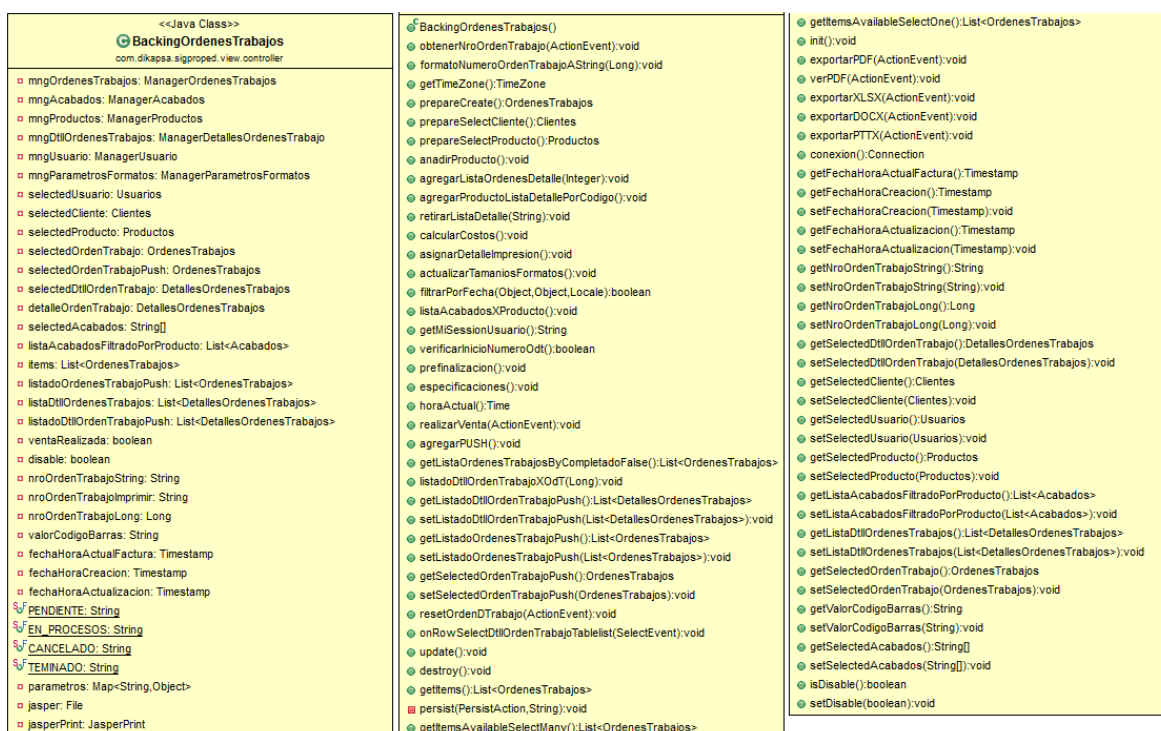 <<Java Class>>
BackingOrdenesTrabajos
com.dikapsa.sigproped.view.controller
mngOrdenesTrabajos: ManagerOrdenesTrabajos
mngAcabados: ManagerAcabados
mngProductos: ManagerProductos
mngDtllOrdenesTrabajos: ManagerDetallesOrdenesTrabajo
mngUsuario: ManagerUsuario
mngParametrosFormatos: ManagerParametrosFormatos
selectedUsuario: Usuarios
selectedCliente: Clientes
selectedProducto: Productos
selectedOrdenTrabajo: OrdenesTrabajos
selectedOrdenTrabajoPush: OrdenesTrabajos
selectedDtllOrdenTrabajo: DetallesOrdenesTrabajos
detalleOrdenTrabajo: DetallesOrdenesTrabajos
selectedAcabados: String[]
listaAcabadosFiltradoPorProducto: List<Acabados>
items: List<OrdenesTrabajos>
listadoOrdenesTrabajoPush: List<OrdenesTrabajos>
listaDtllOrdenesTrabajos: List<DetallesOrdenesTrabajos>
listadoDtllOrdenTrabajoPush: List<DetallesOrdenesTrabajos>
ventaRealizada: boolean
disable: boolean
nroOrdenTrabajoString: String
nroOrdenTrabajoImprimir: String
nroOrdenTrabajoLong: Long
valorCodigoBarras: String
fechaHoraActualFactura: Timestamp
fechaHoraCreacion: Timestamp
fechaHoraActualizacion: Timestamp
PENDIENTE: String
EN_PROCESOS: String
CANCELADO: String
TEMINADO: String
parametros: Map<String,Object>
jasper: File
jasperPrint: JasperPrint
BackingOrdenesTrabajos()
obtenerNroOrdenTrabajo(ActionEvent):void
formatoNumeroOrdenTrabajoAString(Long):void
getTimeZone():TimeZone
prepareCreate():OrdenesTrabajos
prepareSelectCliente():Clientes
prepareSelectProducto():Productos
anadirProducto():void
agregarListaOrdenesDetalle(Integer):void
agregarProductoListaDetallePorCodigo():void
retirarListaDetalle(String):void
calcularCostos():void
asignarDetalleImpresion():void
actualizarTamaniosFormatos():void
filtrarPorFecha(Object,Object,Locale):boolean
listaAcabadosXProducto():void
getMiSessionUsuario():String
verificarInicioNumeroOdt():boolean
prefinalizacion():void
especificaciones():void
horaActual():Time
realizarVenta(ActionEvent):void
agregarPUSH():void
getListaOrdenesTrabajosByCompletadoFalse():List<OrdenesTrabajos>
listadoDtllOrdenTrabajoXOdT(Long):void
getListadoDtllOrdenTrabajoPush():List<DetallesOrdenesTrabajos>
setListadoDtllOrdenTrabajoPush(List<DetallesOrdenesTrabajos>):void
getListadoOrdenesTrabajoPush():List<OrdenesTrabajos>
setListadoOrdenesTrabajoPush(List<OrdenesTrabajos>):void
getSelectedOrdenTrabajoPush():OrdenesTrabajos
setSelectedOrdenTrabajoPush(OrdenesTrabajos):void
resetOrdenDTrabajo(ActionEvent):void
onRowSelectDtllOrdenTrabajoTablelist(SelectEvent):void
update():void
destroy():void
getItems():List<OrdenesTrabajos>
persist(PersistAction,String):void
getItemsAvailableSelectMany():List<OrdenesTrabajos>
getItemsAvailableSelectOne():List<OrdenesTrabajos>
init():void
exportarPDF(ActionEvent):void
verPDF(ActionEvent):void
exportarXLSX(ActionEvent):void
exportarDOCX(ActionEvent):void
exportarPTTX(ActionEvent):void
conexion():Connection
getFechaHoraActualFactura():Timestamp
getFechaHoraCreacion():Timestamp
setFechaHoraCreacion(Timestamp):void
getFechaHoraActualizacion():Timestamp
setFechaHoraActualizacion(Timestamp):void
getNroOrdenTrabajoString():String
setNroOrdenTrabajoString(String):void
getNroOrdenTrabajoLong():Long
setNroOrdenTrabajoLong(Long):void
getSelectedDtllOrdenTrabajo():DetallesOrdenesTrabajos
setSelectedDtllOrdenTrabajo(DetallesOrdenesTrabajos):void
getSelectedCliente():Clientes
setSelectedCliente(Clientes):void
getSelectedUsuario():Usuarios
setSelectedUsuario(Usuarios):void
getSelectedProducto():Productos
setSelectedProducto(Productos):void
getListaAcabadosFiltradoPorProducto():List<Acabados>
setListaAcabadosFiltradoPorProducto(List<Acabados>):void
getListaDtllOrdenesTrabajos():List<DetallesOrdenesTrabajos>
setListaDtllOrdenesTrabajos(List<DetallesOrdenesTrabajos>):void
getSelectedOrdenTrabajo():OrdenesTrabajos
setSelectedOrdenTrabajo(OrdenesTrabajos):void
getValorCodigoBarras():String
setValorCodigoBarras(String):void
getSelectedAcabados():String[]
setSelectedAcabados(String[]):void
isDisable():boolean
setDisable(boolean):void